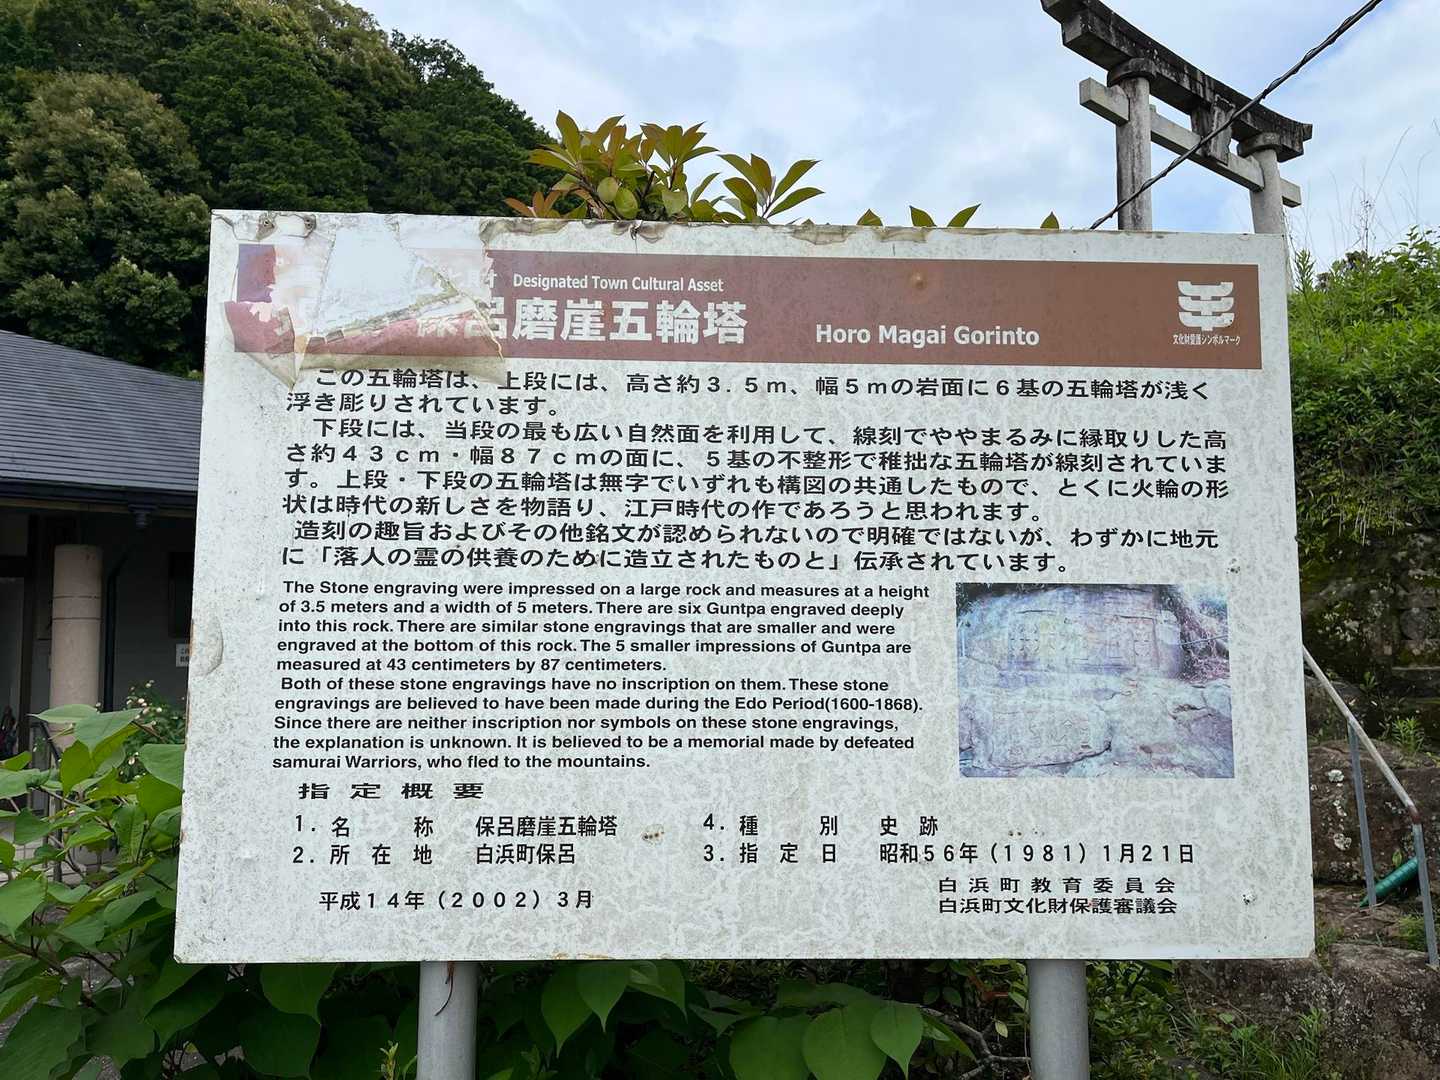 財 Designated Town Cultural Asset
保呂磨崖五輪塔 Horo Magai Gorinto
文化財愛護シンボルマーク
この五輪塔は、上段には、高さ約3.5m、幅5mの岩面に6基の五輪塔が浅く
浮き彫りされています。
下段には、当段の最も広い自然面を利用して、線刻でややまるみに縁取りした高
さ約43cm・幅87cmの面に、5基の不整形で稚拙な五輪塔が線刻されていま
す。上段・下段の五輪塔は無字でいずれも構図の共通したもので、とくに火輪の形
状は時代の新しさを物語り、江戸時代の作であろうと思われます。
造刻の趣旨およびその他銘文が認められないので明確ではないが、わずかに地元
に「落人の霊の供養のために造立されたものと」伝承されています。
The Stone engraving were impressed on a large rock and measures at a height
of 3.5 meters and a width of 5 meters. There are six Guntpa engraved deeply
into this rock. There are similar stone engravings that are smaller and were
engraved at the bottom of this rock. The 5 smaller impressions of Guntpa are
measured at 43 centimeters by 87 centimeters.
Both of these stone engravings have no inscription on them. These stone
engravings are believed to have been made during the Edo Period(1600-1868).
Since there are neither inscription nor symbols on these stone engravings,
the explanation is unknown. It is believed to be a memorial made by defeated
samurai Warriors, who fled to the mountains.
指定概要
1.名称 保呂磨崖五輪塔 4.種別 史跡
2.所在地 白浜町保呂 3.指定日 昭和56年(1981)1月21日
平成14年(2002)3月
白浜町教育委員会
白浜町文化財保護審議会